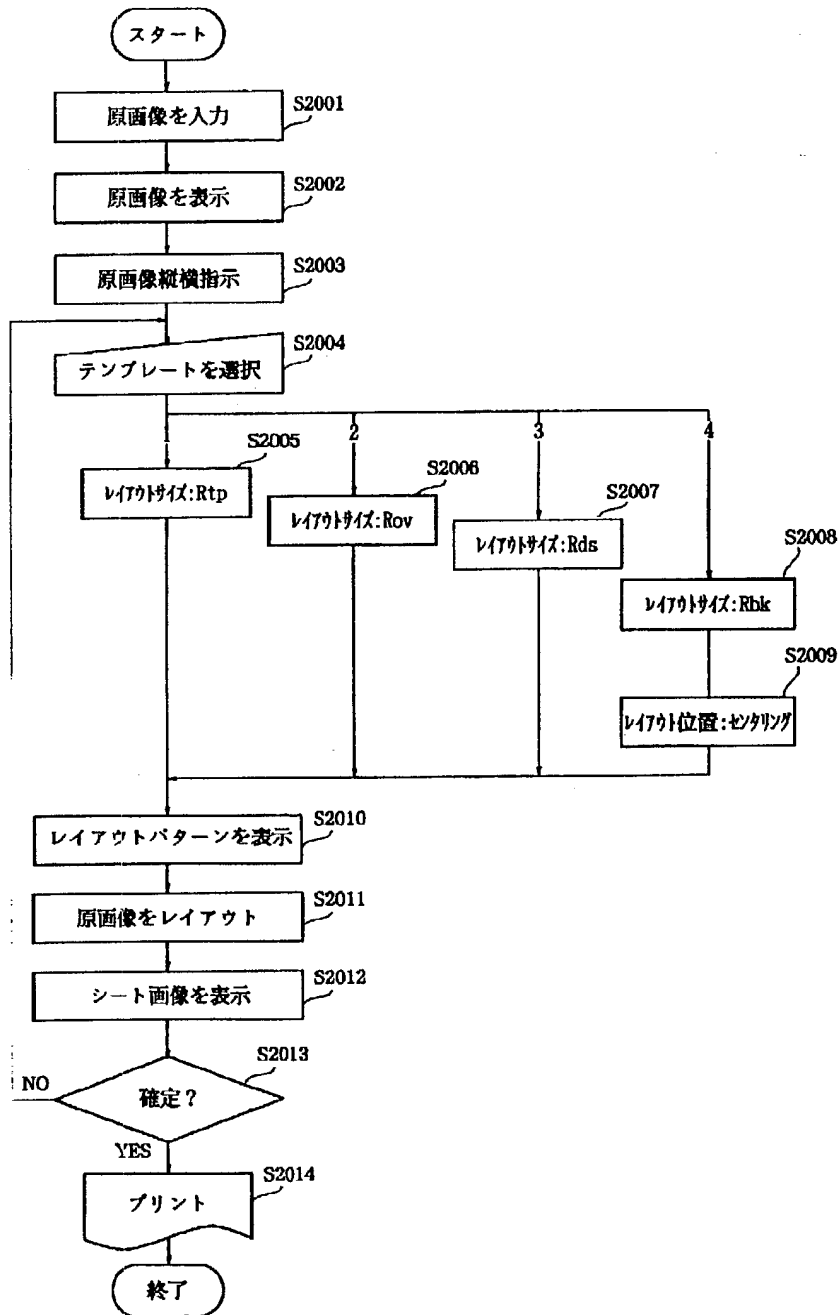 スタート
原画像を入力
S2001
原画像を表示
S2002
原画像縦横指示
S2003
テンプレートを選択
S2004
1
2
3
4
レイアウトサイズ:Rtp
S2005
レイアウトサイズ:Rov
S2006
レイアウトサイズ:Rds
S2007
レイアウトサイズ:Rbk
S2008
レイアウト位置:センタリング
S2009
レイアウトパターンを表示
S2010
原画像をレイアウト
S2011
シート画像を表示
S2012
確定?
S2013
NO
YES
プリント
S2014
終了